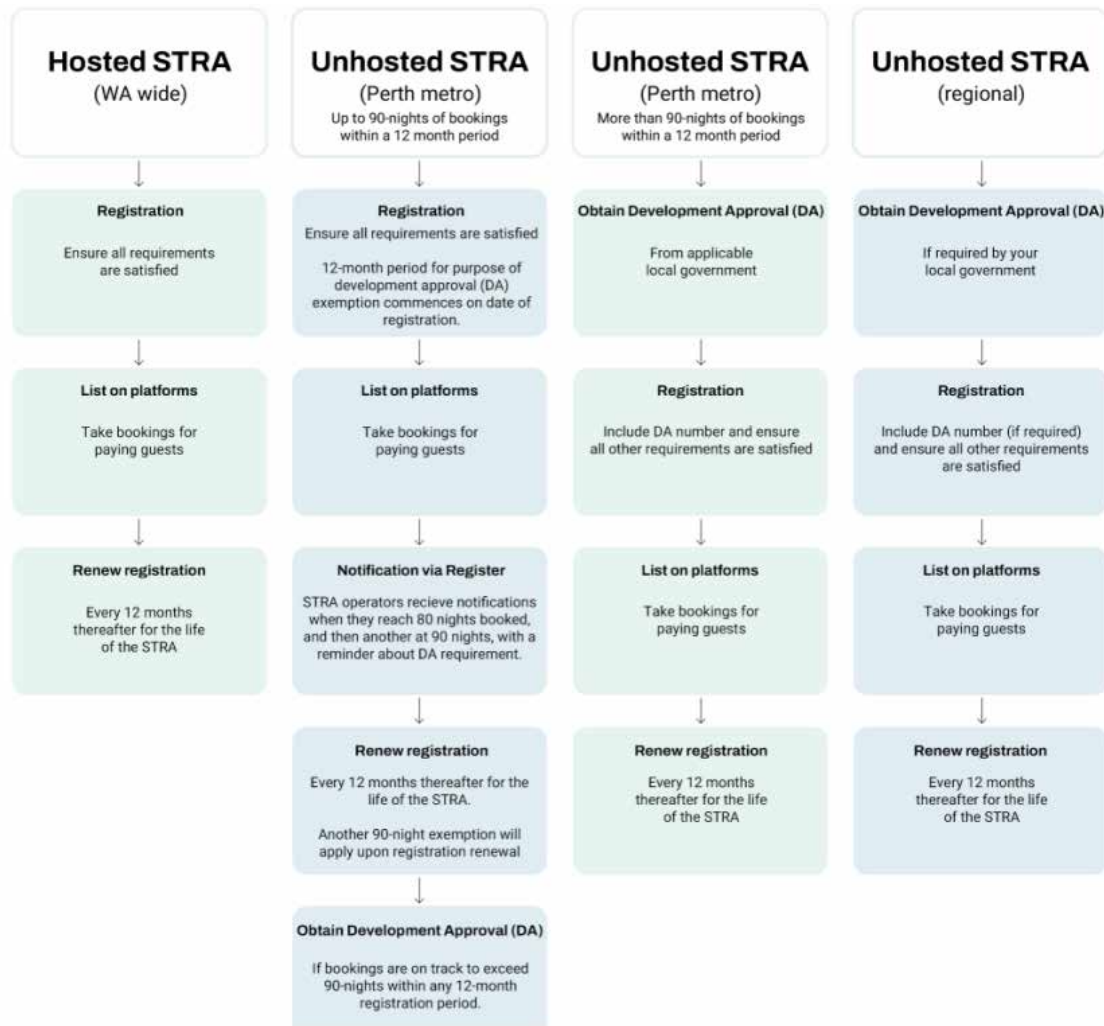 Hosted STRA
(WA wide)
Registration
Ensure all requirements
are satisfied
List on platforms
Take bookings for
paying guests
Renew registration
Every 12 months
thereafter for the life
of the STRA
Unhosted STRA
(Perth metro)
Up to 90-nights of bookings
within a 12 month period
Registration
Ensure all requirements are satisfied
12-month period for purpose of
development approval (DA)
exemption commences on date of
registration.
List on platforms
Take bookings for
paying guests
Notification via Register
STRA operators recieve notifications
when they reach 80 nights booked,
and then another at 90 nights, with a
reminder about DA requirement.
Renew registration
Every 12 months thereafter for the
life of the STRA.
Another 90-night exemption will
apply upon registration renewal
Obtain Development Approval (DA)
If bookings are on track to exceed
90-nights within any 12-month
registration period.
Unhosted STRA
(Perth metro)
More than 90-nights of bookings
within a 12 month period
Obtain Development Approval (DA)
From applicable
local government
Registration
Include DA number and ensure
all other requirements are satisfied
List on platforms
Take bookings for
paying guests
Renew registration
Every 12 months
thereafter for the life
of the STRA
Unhosted STRA
(regional)
Obtain Development Approval (DA)
If required by your
local government
Registration
Include DA number (if required)
and ensure all other requirements
are satisfied
List on platforms
Take bookings for
paying guests
Renew registration
Every 12 months
thereafter for the life
of the STRA